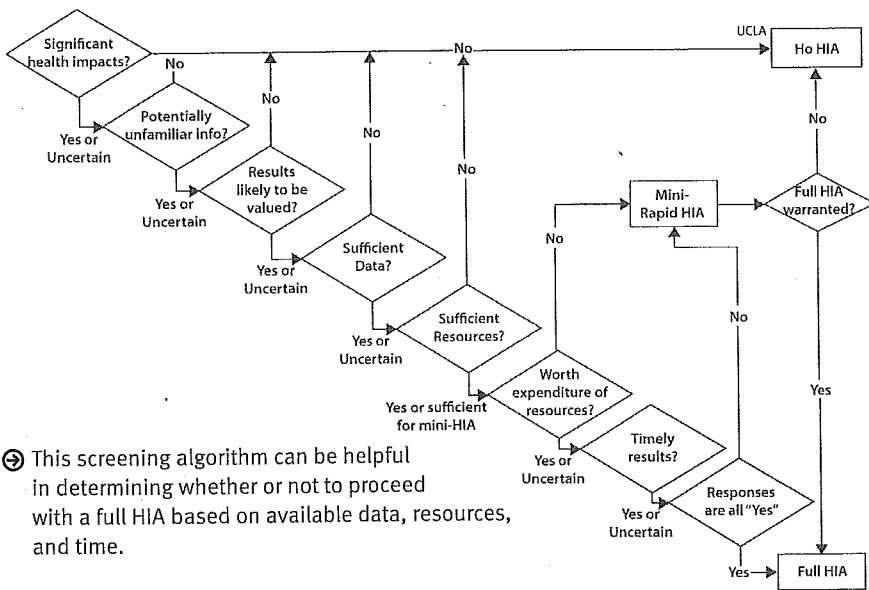 Significant
health impacts?
No
UCLA
Ho HIA
No
Yes or
Uncertain
Potentially
unfamiliar Info?
No
No
No
No
Yes or
Uncertain
Results
likely to be
valued?
Mini-
Rapid HIA
Full HIA
warranted?
Yes or
Uncertain
Sufficient
Data?
No
Yes or
Uncertain
Sufficient
Resources?
No
Yes or sufficient
for mini-HIA
Worth
expenditure of
resources?
Yes
Yes or
Uncertain
Timely
results?
Yes or
Uncertain
Responses
are all "Yes"
Yes
Full HIA
This screening algorithm can be helpful
in determining whether or not to proceed
with a full HIA based on available data, resources,
and time.